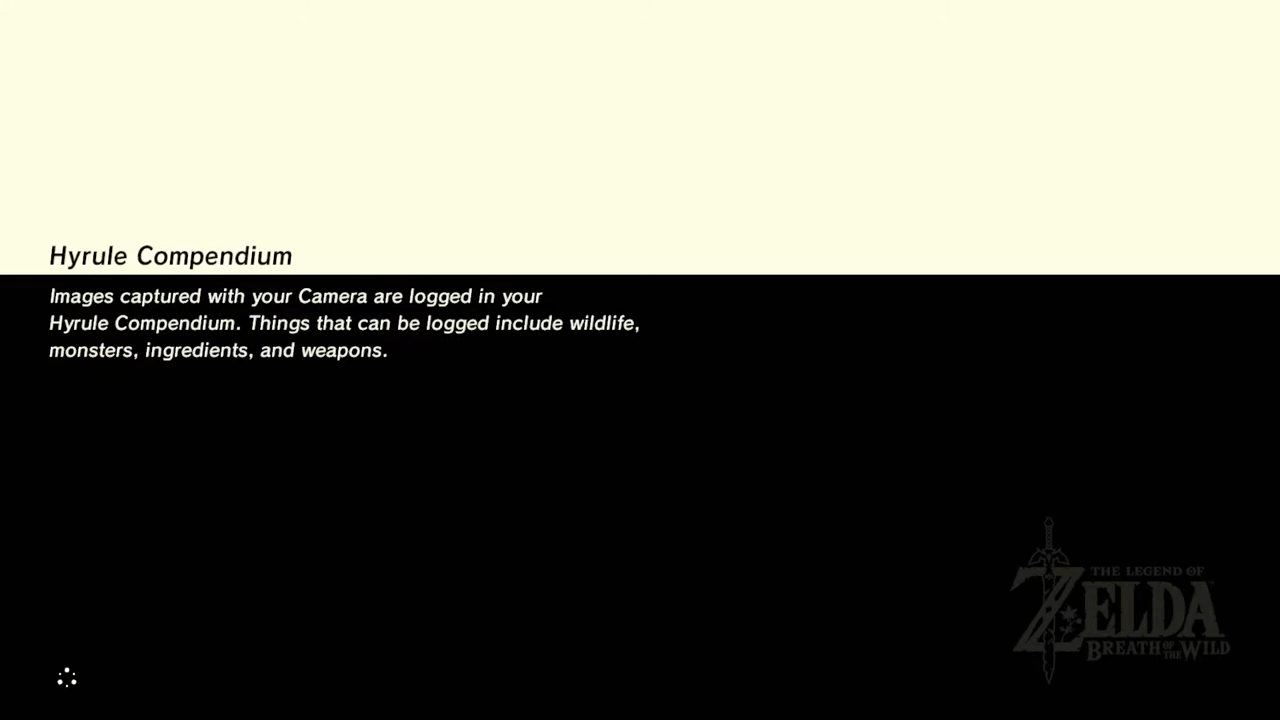 Hyrule Compendium
Images captured with your Camera are logged in your
Hyrule Compendium. Things that can be logged include wildlife,
monsters, ingredients, and weapons.
THE LEGEND OF
ZELDA
BREATH OF THE WILD